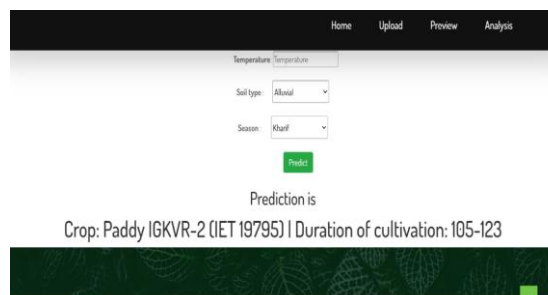 Home Upload Preview Analysis
Temperature Temperature
Soil type Alluvial
Season Kharif
Predict
Prediction is
Crop: Paddy IGKVR-2 (IET 19795) | Duration of cultivation: 105-123